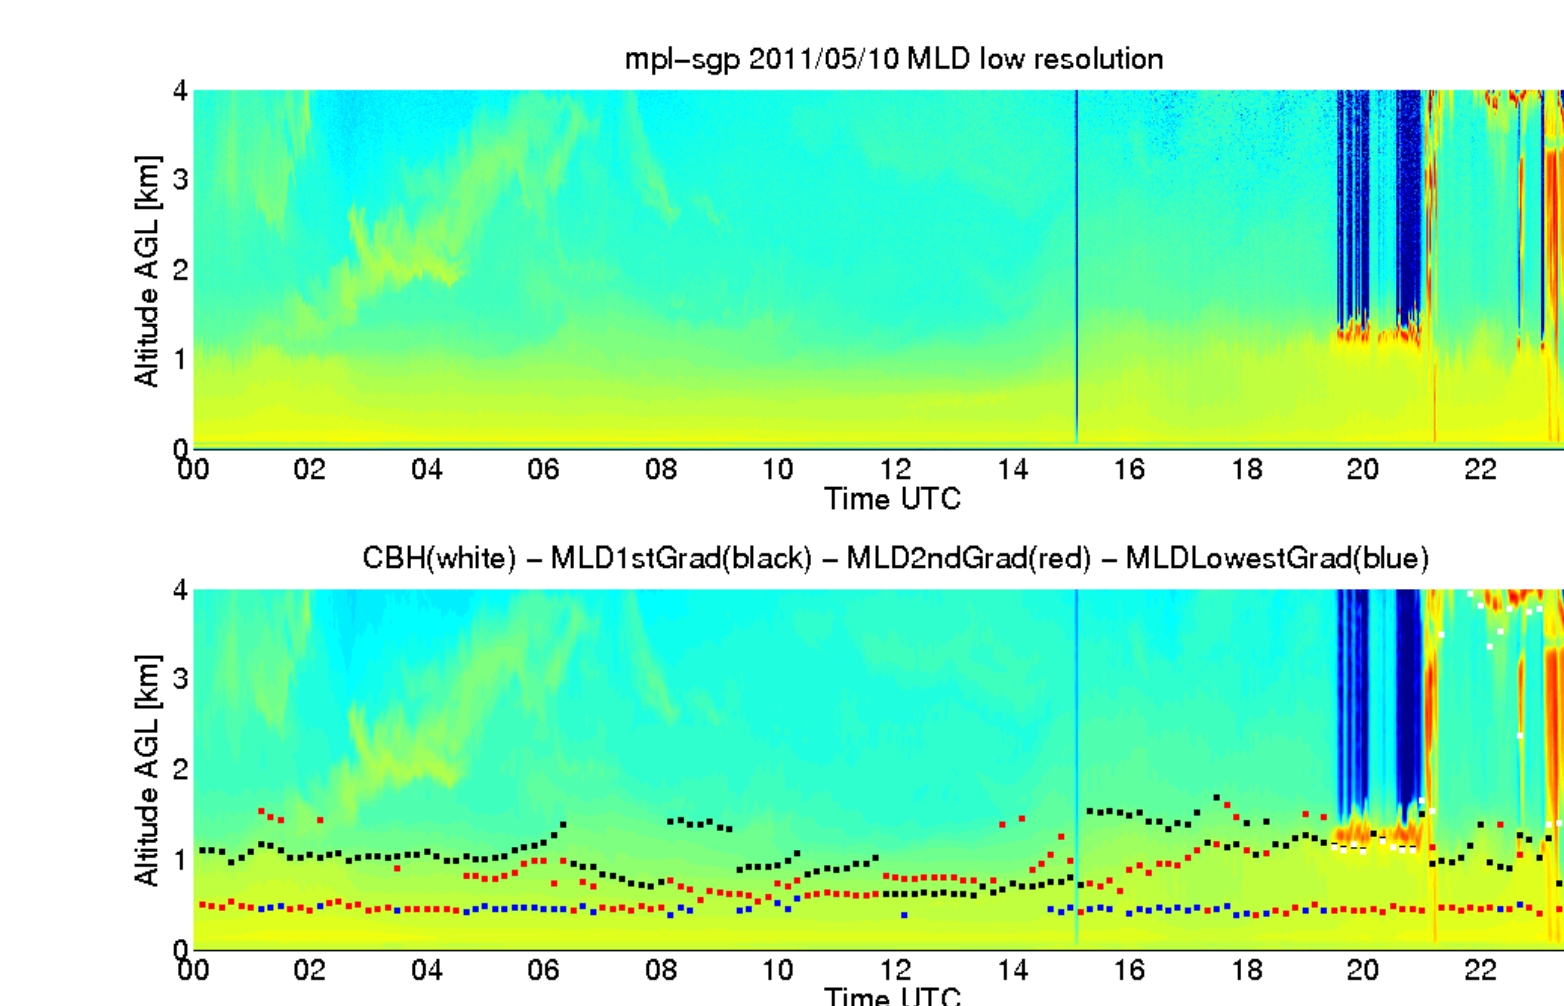 mpl-sgp 2011/05/10 MLD low resolution
4
3
2
1
0
Altitude AGL [km]
00 02 04 06 08 10 12 14 16 18 20 22
Time UTC
CBH(white) - MLD1stGrad(black) - MLD2ndGrad(red) - MLDLowestGrad(blue)
4
3
2
1
0
Altitude AGL [km]
00 02 04 06 08 10 12 14 16 18 20 22
Time UTC